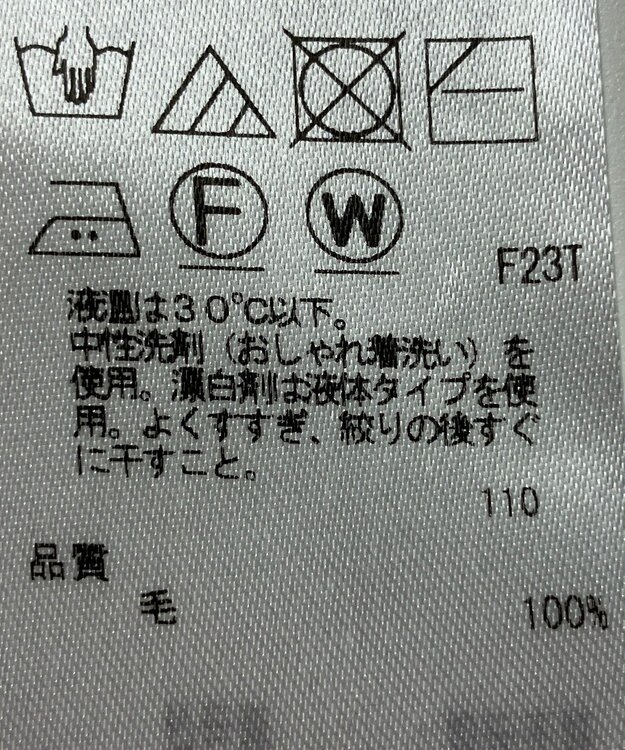 F W
F23T
液温は30℃以下。
中性洗剤（おしゃれ着洗い）を
使用。漂白剤は液体タイプを使
用。よくすすぎ、絞りの後すぐ
に干すこと。
110
品質
毛 100%